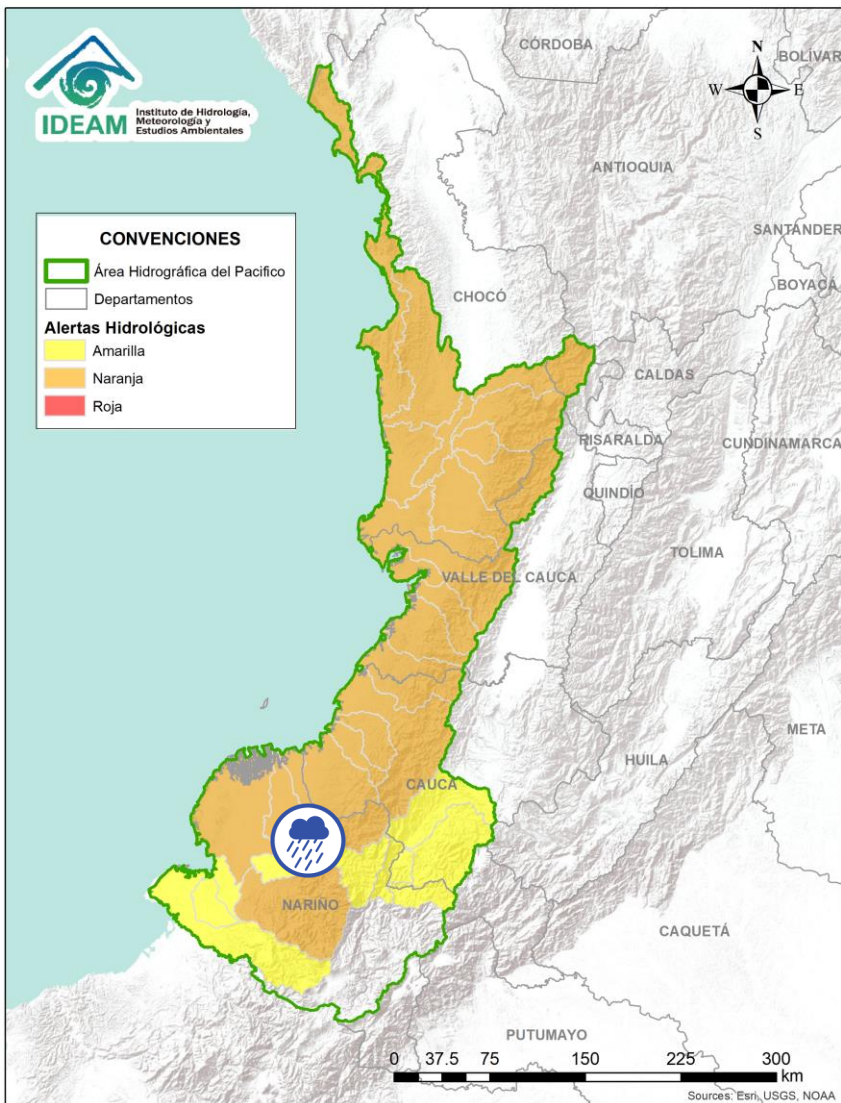 IDEAM
Instituto de Hidrología,
Meteorología y
Estudios Ambientales
CÓRDOBA
BOLÍVAR
N
W
E
S
ANTIOQUIA
SANTANDER
BOYACÁ
CONVENCIONES
Área Hidrográfica del Pacifico
Departamentos
Alertas Hidrológicas
Amarilla
Naranja
Roja
CHOCÓ
CALDAS
RISARALDA
CUNDINAMARCA
QUINDÍO
TOLIMA
VALLE DEL CAUCA
META
HUILA
CAUCA
NARIÑO
CAQUETÁ
PUTUMAYO
0 37.5 75 150 225 300
km
Sources: Esri, USGS, NOAA